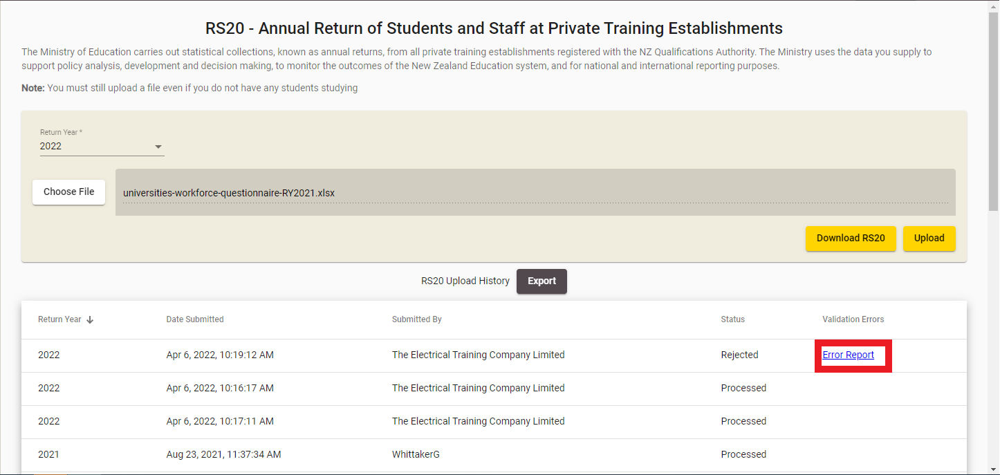 RS20 - Annual Return of Students and Staff at Private Training Establishments
The Ministry of Education carries out statistical collections, known as annual returns, from all private training establishments registered with the NZ Qualifications Authority. The Ministry uses the data you supply to
support policy analysis, development and decision making, to monitor the outcomes of the New Zealand Education system, and for national and international reporting purposes.
Note: You must still upload a file even if you do not have any students studying
Return Year *
2022
Choose File
universities-workforce-questionnaire-RY2021.xlsx
Download RS20 Upload
RS20 Upload History Export
Return Year Date Submitted Submitted By Status Validation Errors
2022 Apr 6, 2022, 10:19:12 AM The Electrical Training Company Limited Rejected Error Report
2022 Apr 6, 2022, 10:16:17 AM The Electrical Training Company Limited Processed
2022 Apr 6, 2022, 10:17:11 AM The Electrical Training Company Limited Processed
2021 Aug 23, 2021, 11:37:34 AM WhittakerG Processed